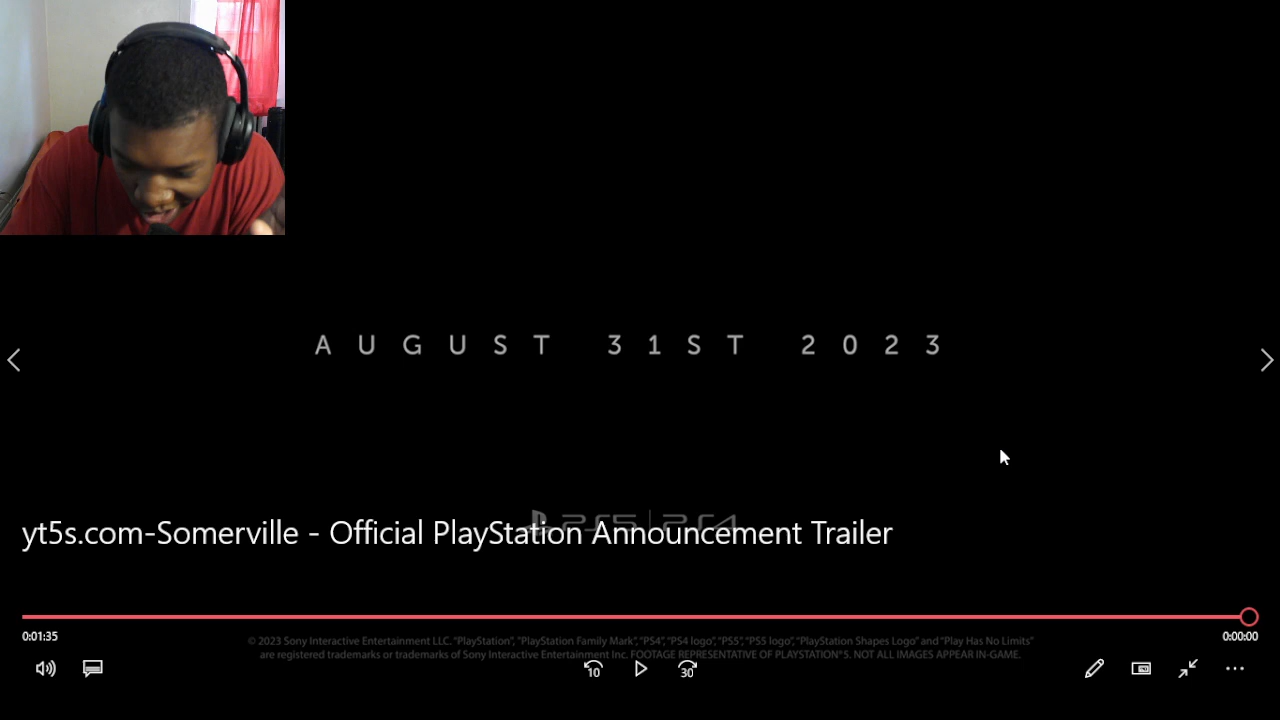 AUGUST 31ST 2023
PS5 | PS4
yt5s.com-Somerville - Official PlayStation Announcement Trailer
0:01:35
0:00:00
© 2023 Sony Interactive Entertainment LLC. "PlayStation", "PlayStation Family Mark", "PS4", "PS4 logo", "PS5", "PS5 logo", "PlayStation Shapes Logo" and "Play Has No Limits"
are registered trademarks or trademarks of Sony Interactive Entertainment Inc. FOOTAGE REPRESENTATIVE OF PLAYSTATION®5. NOT ALL IMAGES APPEAR IN-GAME.
10
30